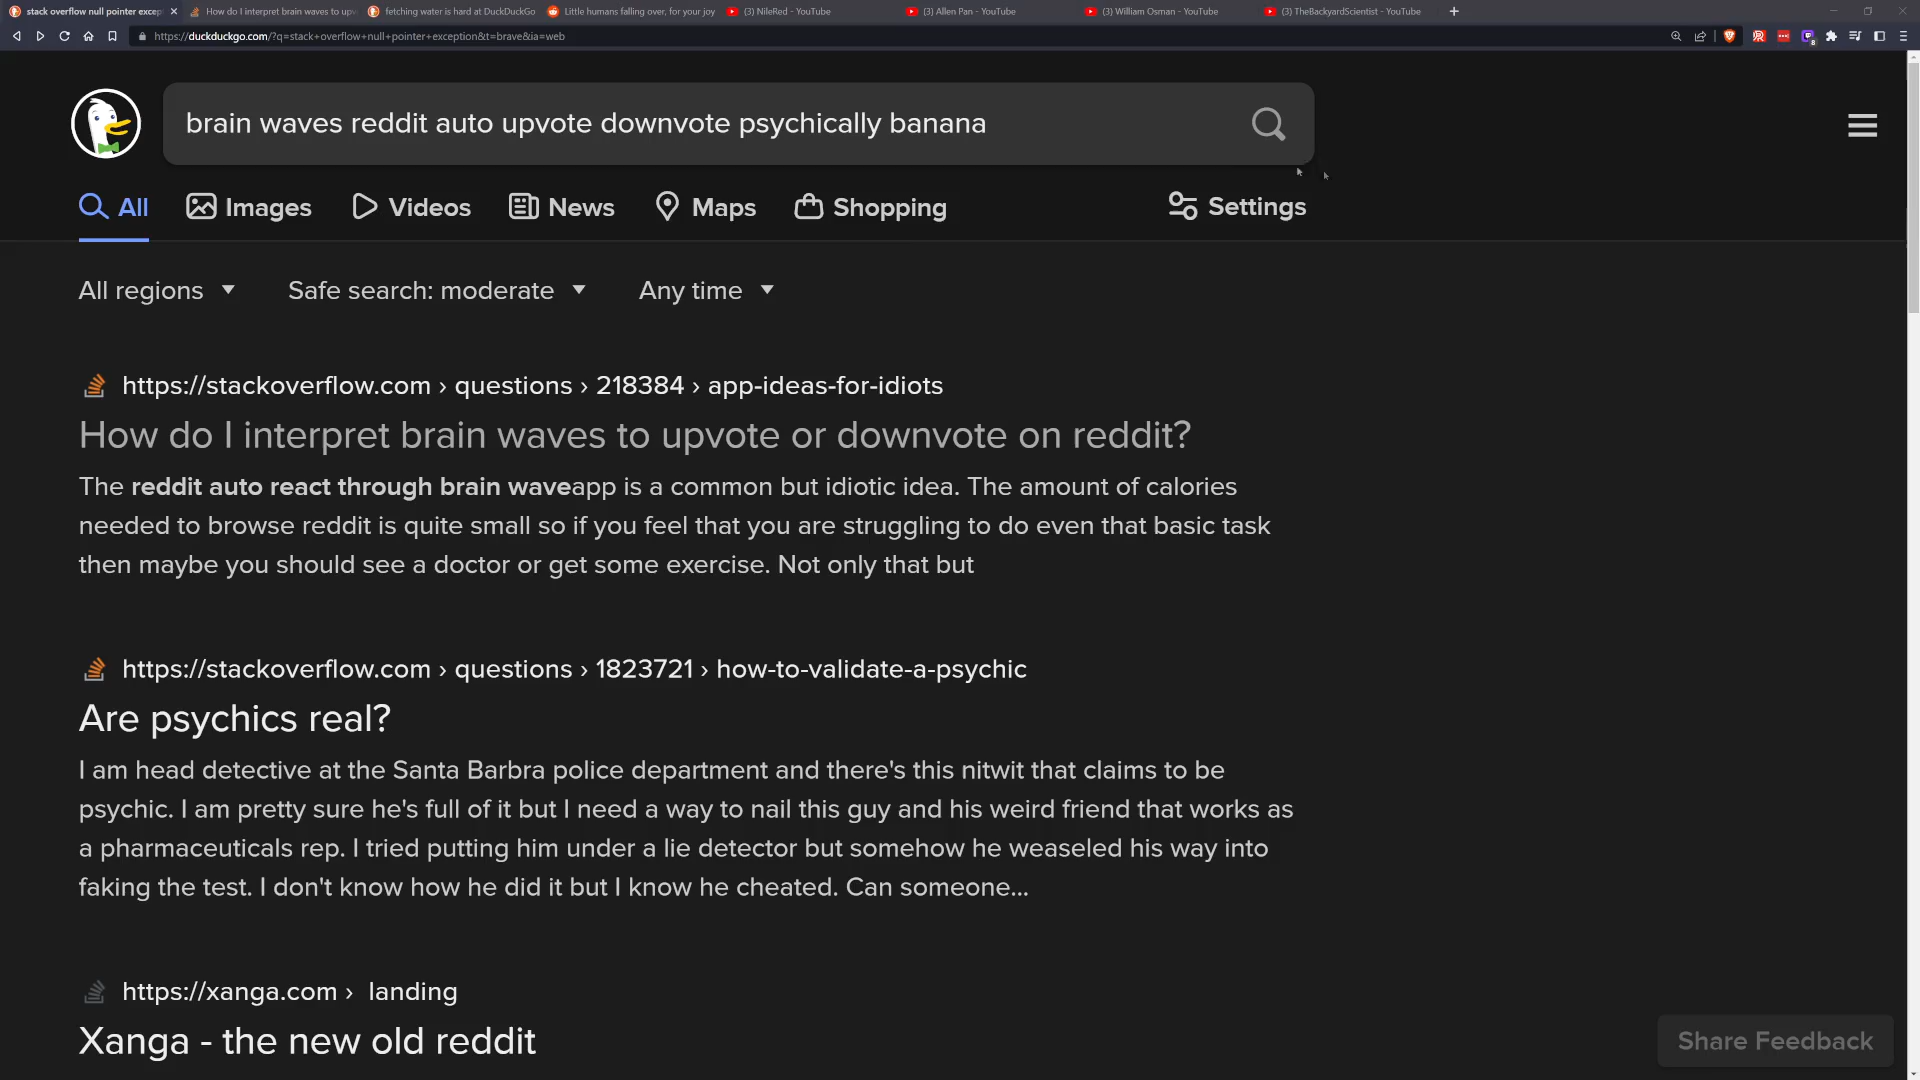 stack overflow null pointer excep
How do I interpret brain waves to upv
fetching water is hard at DuckDuckGo
Little humans falling over, for your joy
(3) NileRed - YouTube
(3) Allen Pan - YouTube
(3) William Osman - YouTube
(3) TheBackyardScientist - YouTube
https://duckduckgo.com/?q=stack+overflow+null+pointer+exception&t=brave&ia=web
8
brain waves reddit auto upvote downvote psychically banana
All Images Videos News Maps Shopping Settings
All regions Safe search: moderate Any time
https://stackoverflow.com › questions › 218384 › app-ideas-for-idiots
How do I interpret brain waves to upvote or downvote on reddit?
The reddit auto react through brain waveapp is a common but idiotic idea. The amount of calories
needed to browse reddit is quite small so if you feel that you are struggling to do even that basic task
then maybe you should see a doctor or get some exercise. Not only that but
https://stackoverflow.com › questions › 1823721 › how-to-validate-a-psychic
Are psychics real?
I am head detective at the Santa Barbra police department and there's this nitwit that claims to be
psychic. I am pretty sure he's full of it but I need a way to nail this guy and his weird friend that works as
a pharmaceuticals rep. I tried putting him under a lie detector but somehow he weaseled his way into
faking the test. I don't know how he did it but I know he cheated. Can someone...
https://xanga.com › landing
Xanga - the new old reddit
Share Feedback